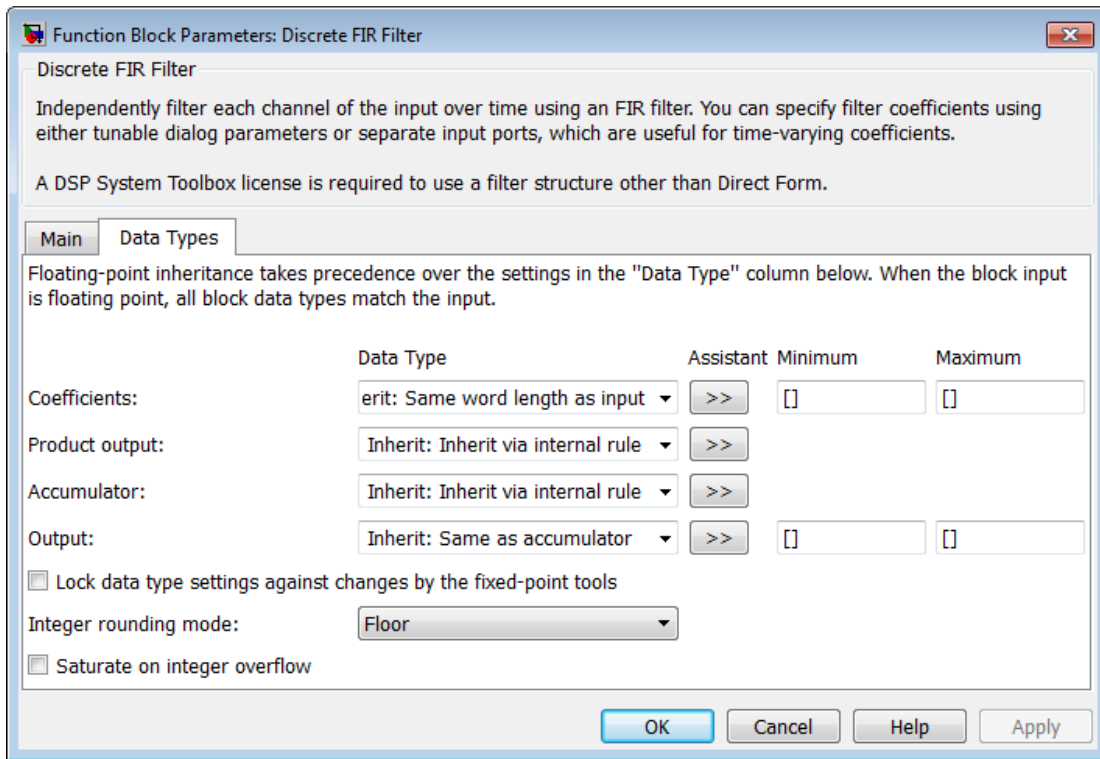 Function Block Parameters: Discrete FIR Filter
Discrete FIR Filter
Independently filter each channel of the input over time using an FIR filter. You can specify filter coefficients using
either tunable dialog parameters or separate input ports, which are useful for time-varying coefficients.
A DSP System Toolbox license is required to use a filter structure other than Direct Form.
Main Data Types
Floating-point inheritance takes precedence over the settings in the "Data Type" column below. When the block input
is floating point, all block data types match the input.
Data Type Assistant Minimum Maximum
Coefficients: erit: Same word length as input >> [] []
Product output: Inherit: Inherit via internal rule >>
Accumulator: Inherit: Inherit via internal rule >>
Output: Inherit: Same as accumulator >> [] []
Lock data type settings against changes by the fixed-point tools
Integer rounding mode: Floor
Saturate on integer overflow
OK Cancel Help Apply